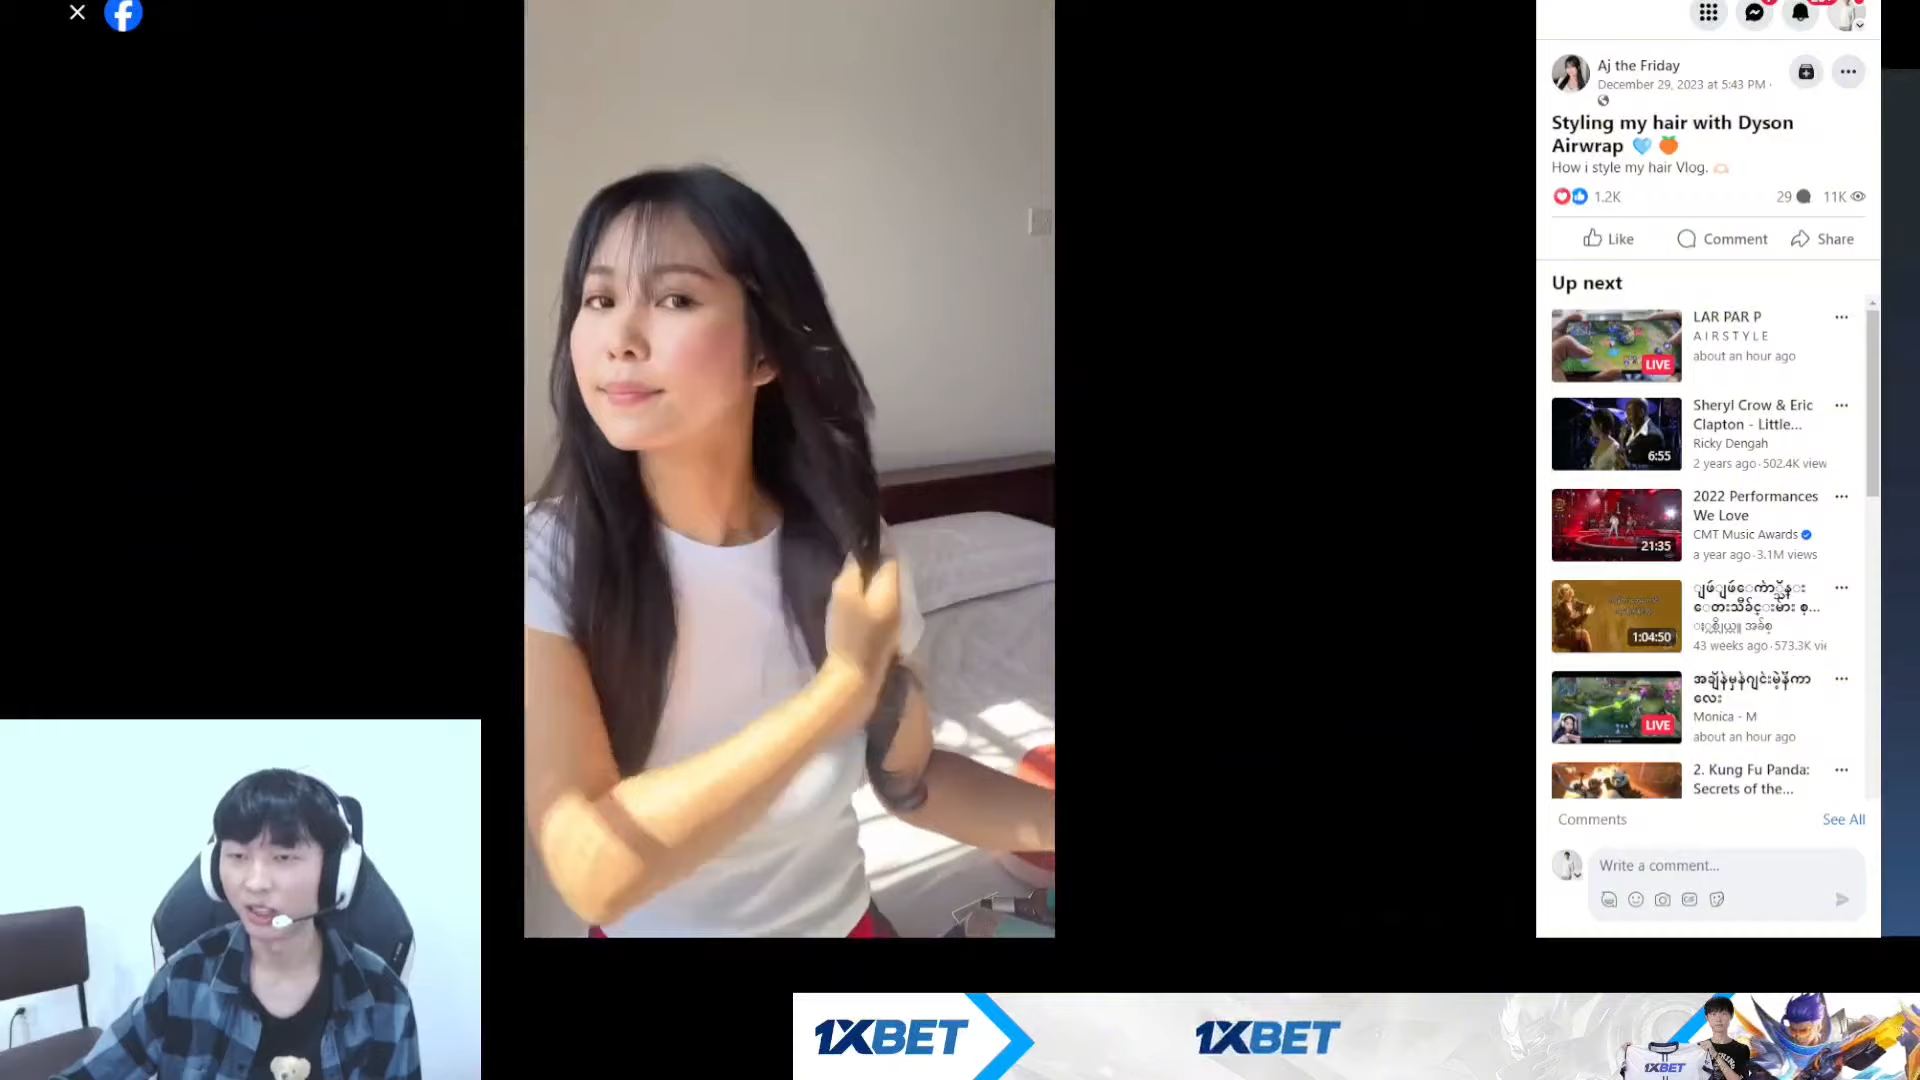 Aj the Friday
December 29, 2023 at 5:43 PM ·
Styling my hair with Dyson
Airwrap 🩵 🍊
How i style my hair Vlog. 🫶🏻
1.2K
29
11K
Like
Comment
Share
Up next
LIVE
LAR PAR P
A I R S T Y L E
about an hour ago
6:55
Sheryl Crow & Eric
Clapton - Little...
Ricky Dengah
2 years ago · 502.4K view
21:35
2022 Performances
We Love
CMT Music Awards
a year ago · 3.1M views
1:04:50
43 weeks ago · 573.3K vie
LIVE
Monica - M
about an hour ago
2. Kung Fu Panda:
Secrets of the...
Comments
See All
Write a comment...
GIF
1XBET
1XBET
1XBET